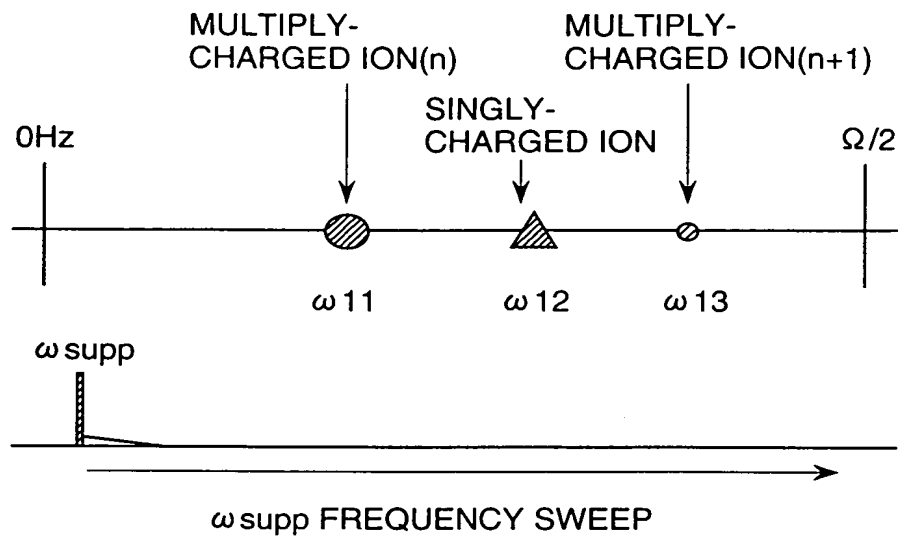 MULTIPLY-
CHARGED ION(n)
MULTIPLY-
CHARGED ION(n+1)
SINGLY-
CHARGED ION
0Hz
Ω/2
ω11
ω12
ω13
ωsupp
ωsupp FREQUENCY SWEEP